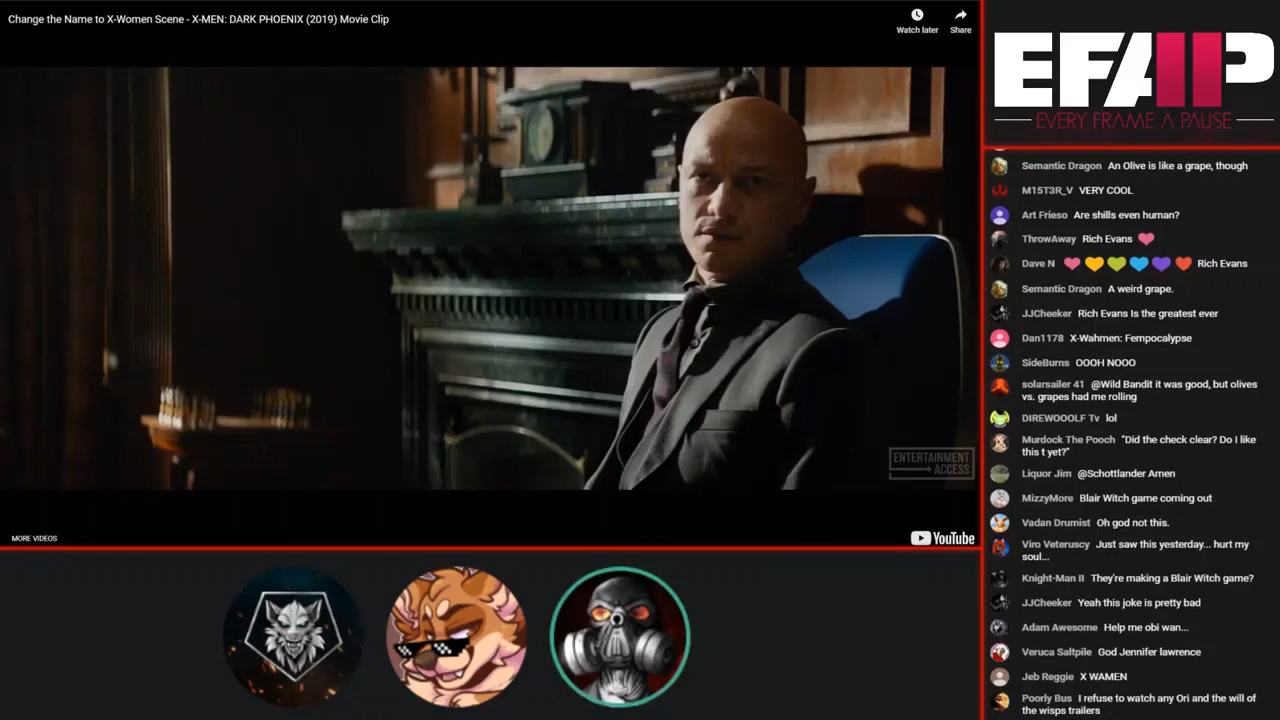 Change the Name to X-Women Scene - X-MEN: DARK PHOENIX (2019) Movie Clip
Watch later
Share
ENTERTAINMENT
ACCESS
MORE VIDEOS
YouTube
EFAP
EVERY FRAME A PAUSE
Semantic Dragon An Olive is like a grape, though
M15T3R_V VERY COOL
Art Frieso Are shills even human?
ThrowAway Rich Evans
Dave N Rich Evans
Semantic Dragon A weird grape.
JJCheeker Rich Evans Is the greatest ever
Dan1178 X-Wahmen: Fempocalypse
SideBurns OOOH NOOO
solarsailer 41 @Wild Bandit it was good, but olives
vs. grapes had me rolling
DIREWOOOLF Tv lol
Murdock The Pooch "Did the check clear? Do I like
this t yet?"
Liquor Jim @Schottlander Amen
MizzyMore Blair Witch game coming out
Vadan Drumist Oh god not this.
Viro Veteruscy Just saw this yesterday... hurt my
soul...
Knight-Man II They're making a Blair Witch game?
JJCheeker Yeah this joke is pretty bad
Adam Awesome Help me obi wan...
Veruca Saltpile God Jennifer lawrence
Jeb Reggie X WAMEN
Poorly Bus I refuse to watch any Ori and the will of
the wisps trailers